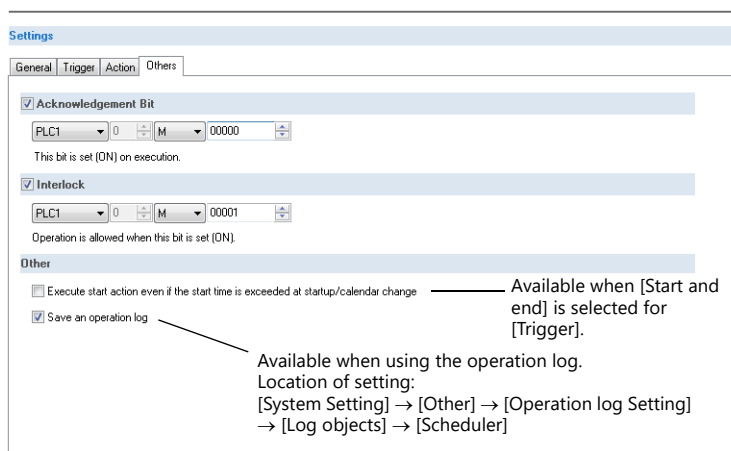 Settings
General Trigger Action Others
Acknowledgement Bit
PLC1 0 M 00000
This bit is set (ON) on execution.
Interlock
PLC1 0 M 00001
Operation is allowed when this bit is set (ON).
Other
Execute start action even if the start time is exceeded at startup/calendar change
Available when [Start and
end] is selected for
[Trigger].
Save an operation log
Available when using the operation log.
Location of setting:
[System Setting] → [Other] → [Operation log Setting]
→ [Log objects] → [Scheduler]